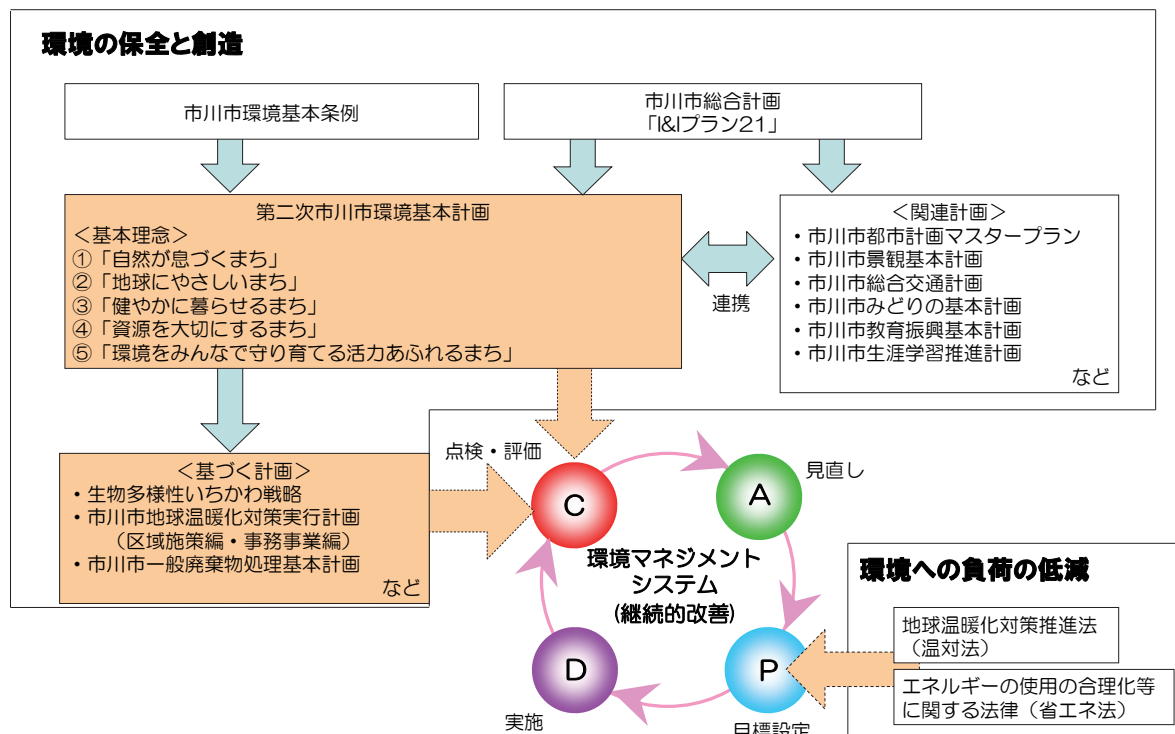 環境の保全と創造
市川市環境基本条例
市川市総合計画
「I&Iプラン21」
第二次市川市環境基本計画
＜基本理念＞
①「自然が息づくまち」
②「地球にやさしいまち」
③「健やかに暮らせるまち」
④「資源を大切にするまち」
⑤「環境をみんなで守り育てる活力あふれるまち」
連携
＜関連計画＞
・市川市都市計画マスタープラン
・市川市景観基本計画
・市川市総合交通計画
・市川市みどりの基本計画
・市川市教育振興基本計画
・市川市生涯学習推進計画
など
＜基づく計画＞
・生物多様性いちかわ戦略
・市川市地球温暖化対策実行計画
（区域施策編・事務事業編）
・市川市一般廃棄物処理基本計画
など
点検・評価
C
A
見直し
環境マネジメント
システム
(継続的改善)
D
実施
P
目標設定
環境への負荷の低減
地球温暖化対策推進法
（温対法）
エネルギーの使用の合理化等
に関する法律（省エネ法）